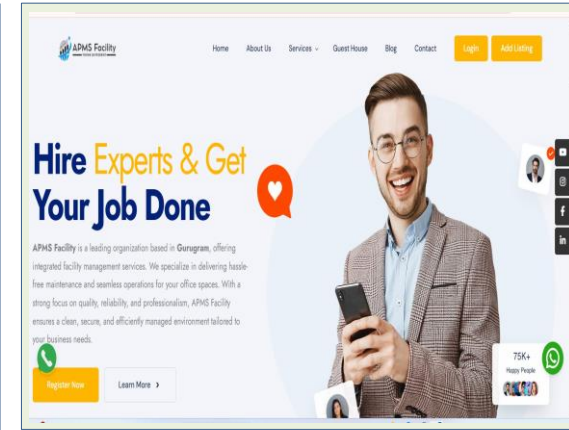 APMS Facility
Home About Us Services Guest House Blog Contact Login Add Listing
Hire Experts & Get
Your Job Done
APMS Facility is a leading organization based in Gurugram, offering
integrated facility management services. We specialize in delivering hassle-
free maintenance and seamless operations for your office spaces. With a
strong focus on quality, reliability, and professionalism, APMS Facility
ensures a clean, secure, and efficiently managed environment tailored to
your business needs.
Register Now Learn More
75K+
Happy People